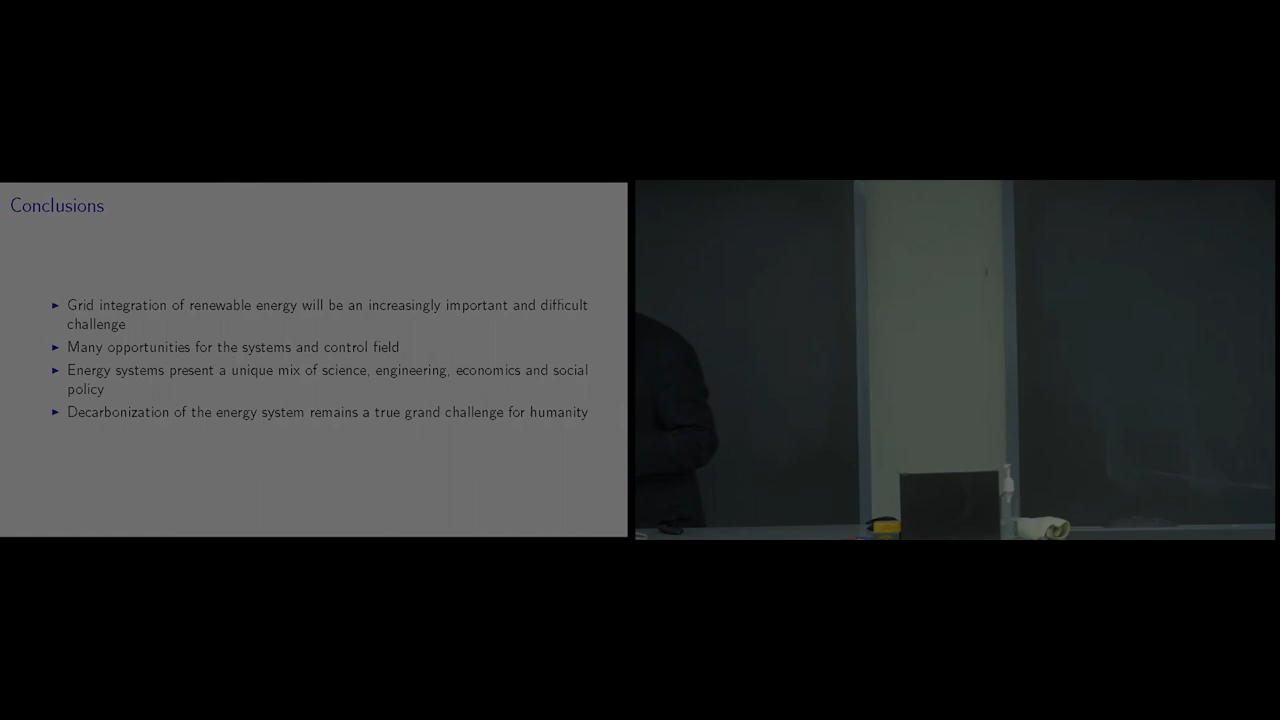 Conclusions
Grid integration of renewable energy will be an increasingly important and difficult
challenge
Many opportunities for the systems and control field
Energy systems present a unique mix of science, engineering, economics and social
policy
Decarbonization of the energy system remains a true grand challenge for humanity